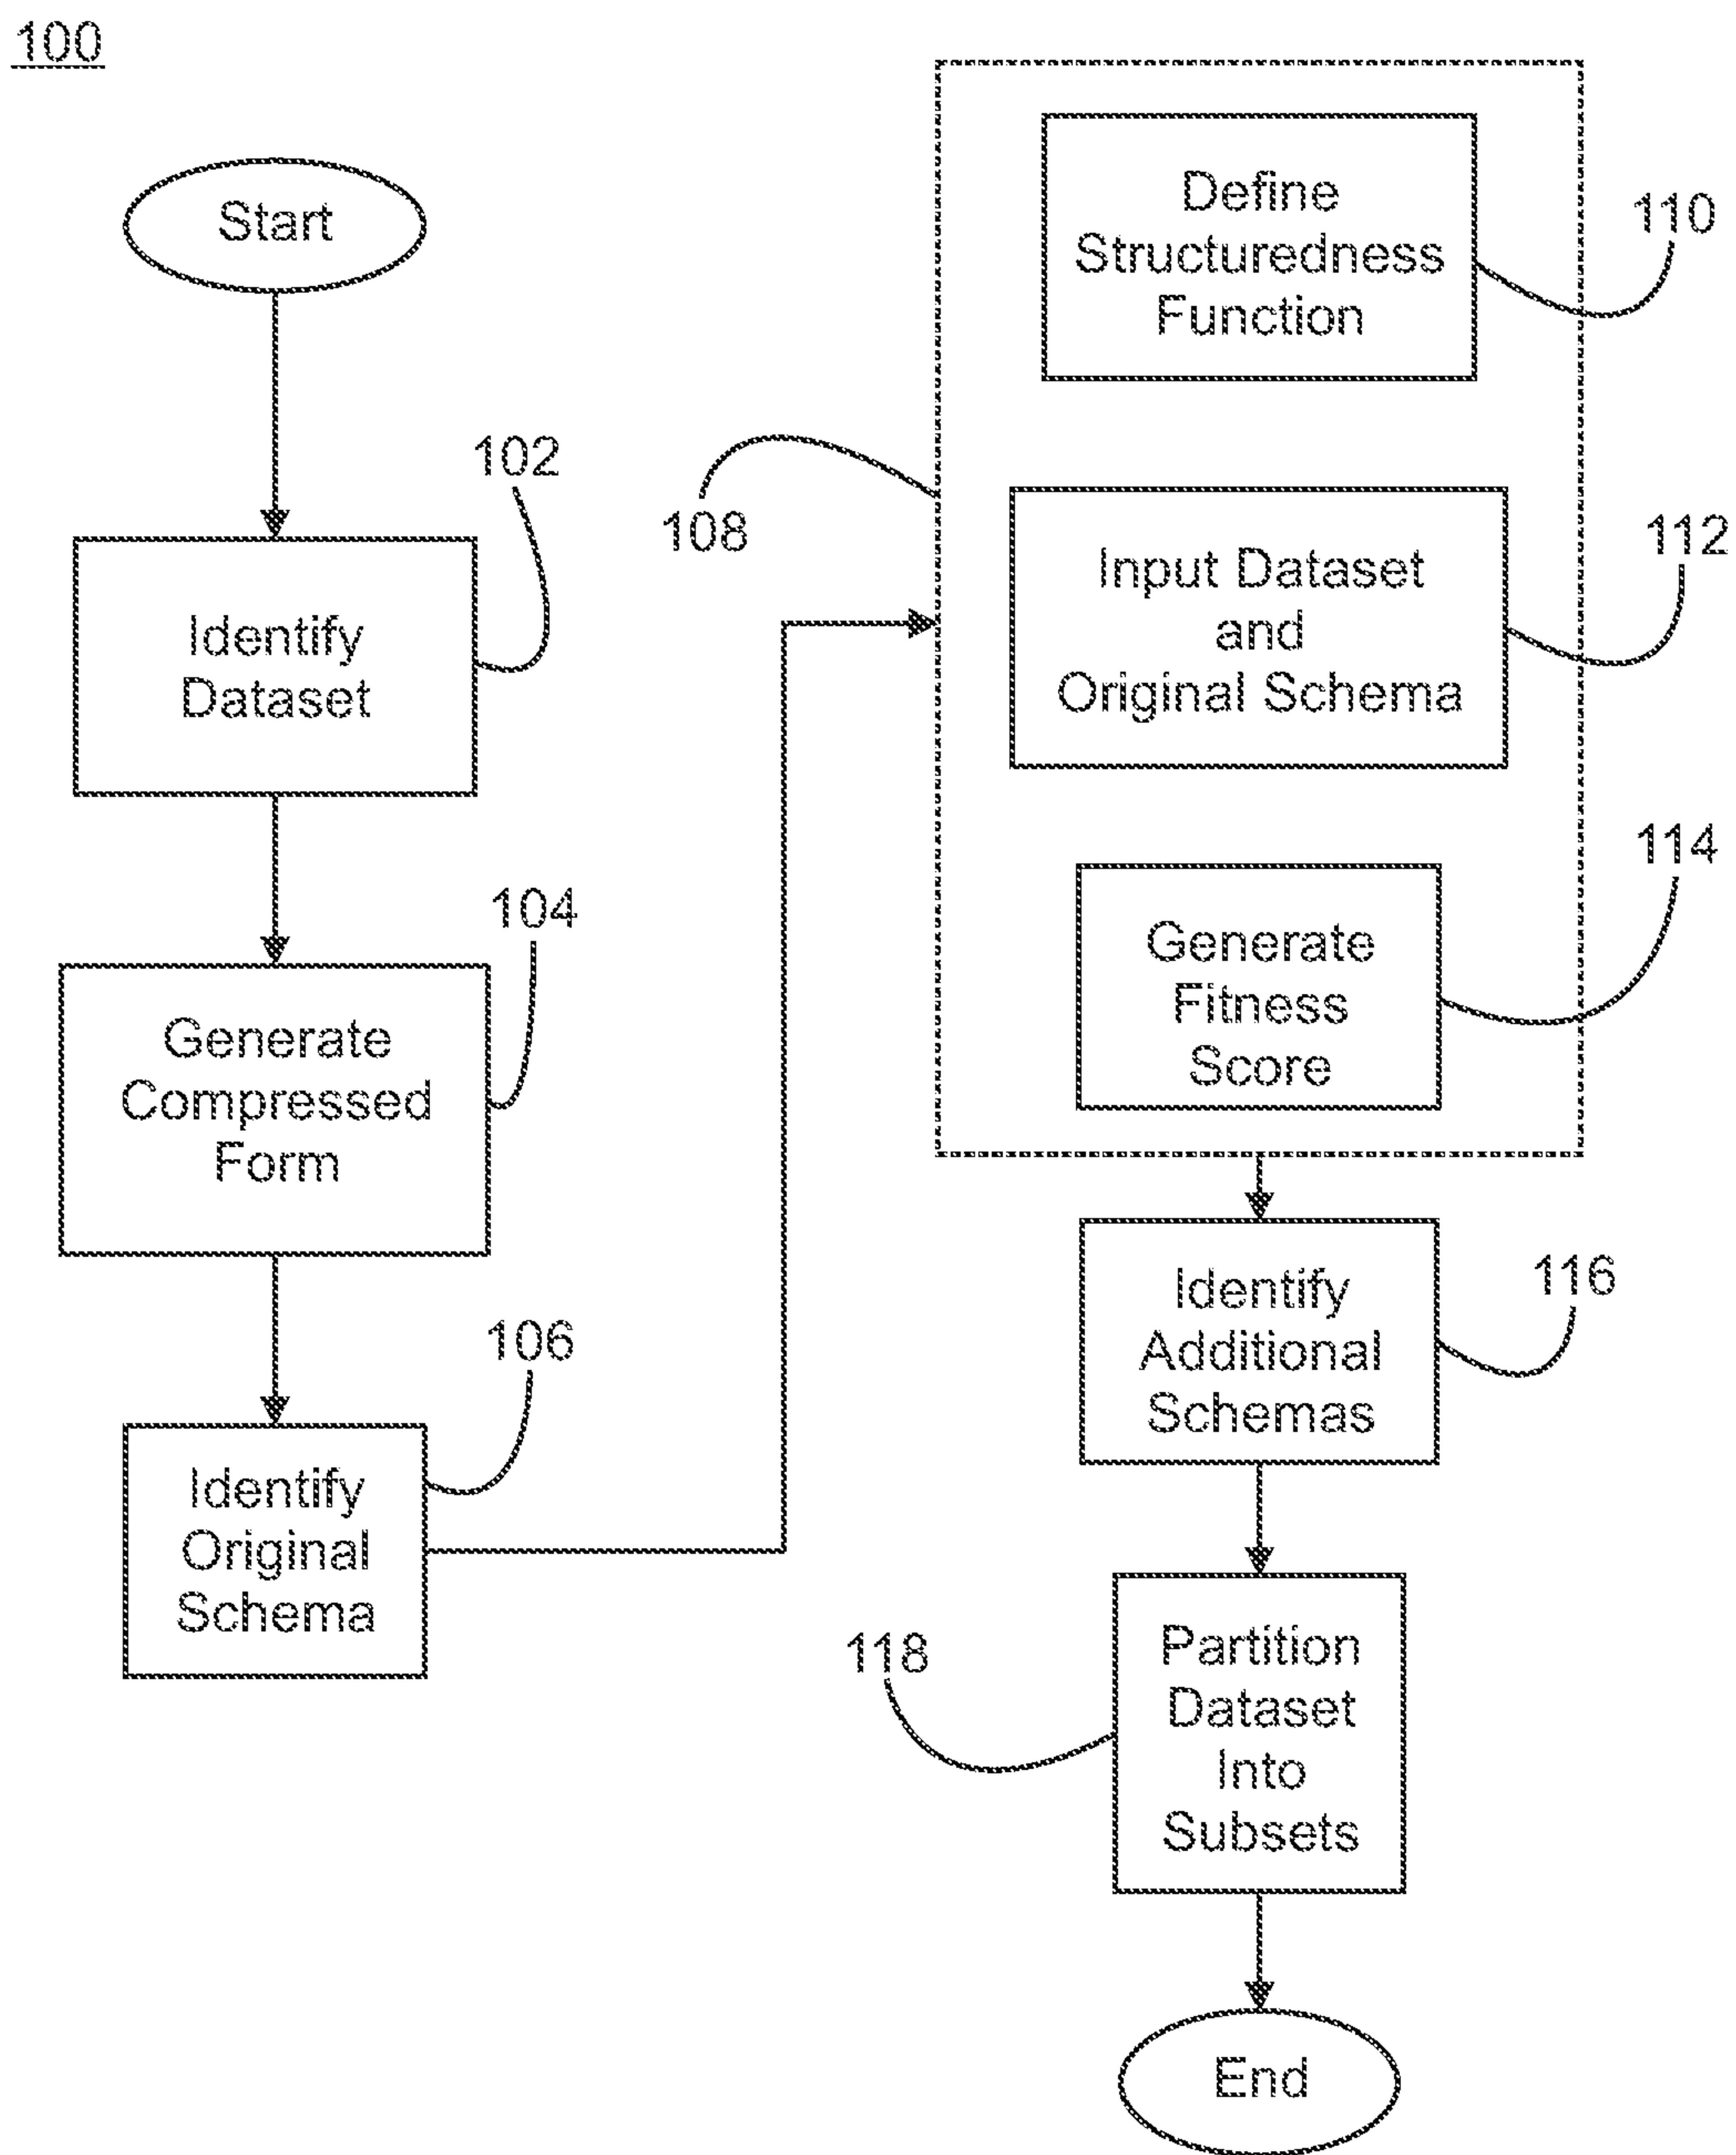 100
Start
102
Identify
Dataset
104
Generate
Compressed
Form
106
Identify
Original
Schema
108
Define
Structuredness
Function
110
Input Dataset
and
Original Schema
112
Generate
Fitness
Score
114
Identify
Additional
Schemas
116
Partition
Dataset
Into
Subsets
118
End